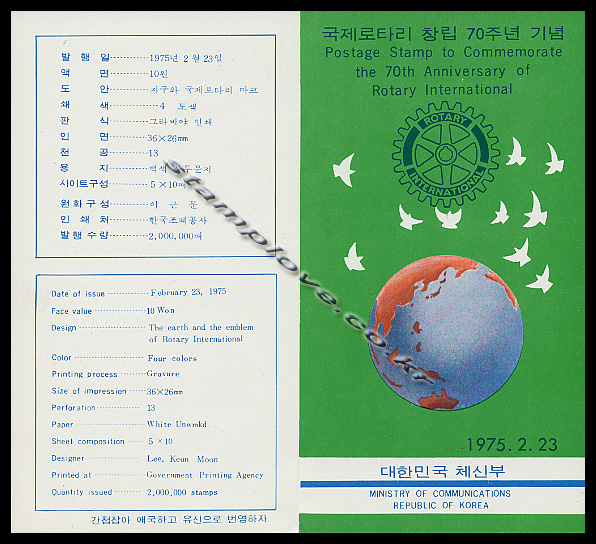 발행일 1975년 2월 23일
액면 10원
도안 지구와 국제로타리 마크
쇄색 4도색
판식 그라비아 인쇄
인면 36×26mm
천공 13
용지 백색 문지
시이트구성 5×10매
원화구성 이근문
인쇄처 한국조폐공사
발행수량 2,000,000매
Date of issue February 23, 1975
Face value 10 Won
Design The earth and the emblem
of Rotary International
Color Four colors
Printing process Gravure
Size of impression 36×26mm
Perforation 13
Paper White Unwmkd.
Sheet composition 5×10
Designer Lee, Keun Moon
Printed at Government Printing Agency
Quantity issued 2,000,000 stamps
간첩잡아 애국하고 유신으로 번영하자.
국제로타리 창립 70주년 기념
Postage Stamp to Commemorate
the 70th Anniversary of
Rotary International
ROTARY
INTERNATIONAL
1975. 2. 23
대한민국 체신부
MINISTRY OF COMMUNICATIONS
REPUBLIC OF KOREA
stamplove.co.kr